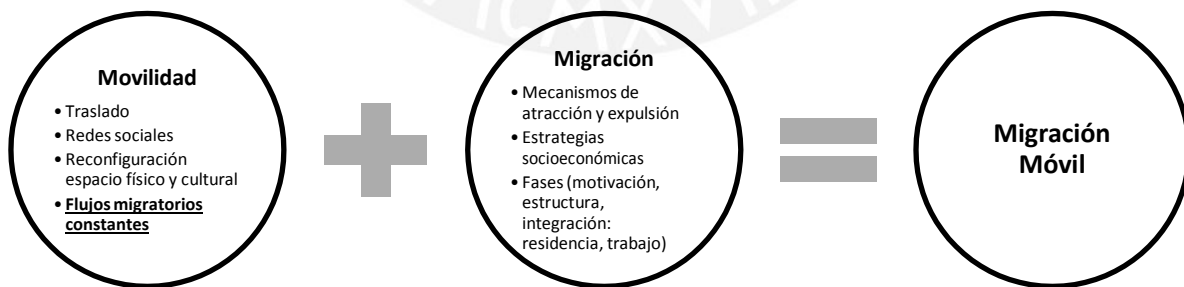 Movilidad
• Traslado
• Redes sociales
• Reconfiguración
espacio físico y cultural
• Flujos migratorios
constantes
Migración
• Mecanismos de
atracción y expulsión
• Estrategias
socioeconómicas
• Fases (motivación,
estructura,
integración:
residencia, trabajo)
Migración
Móvil